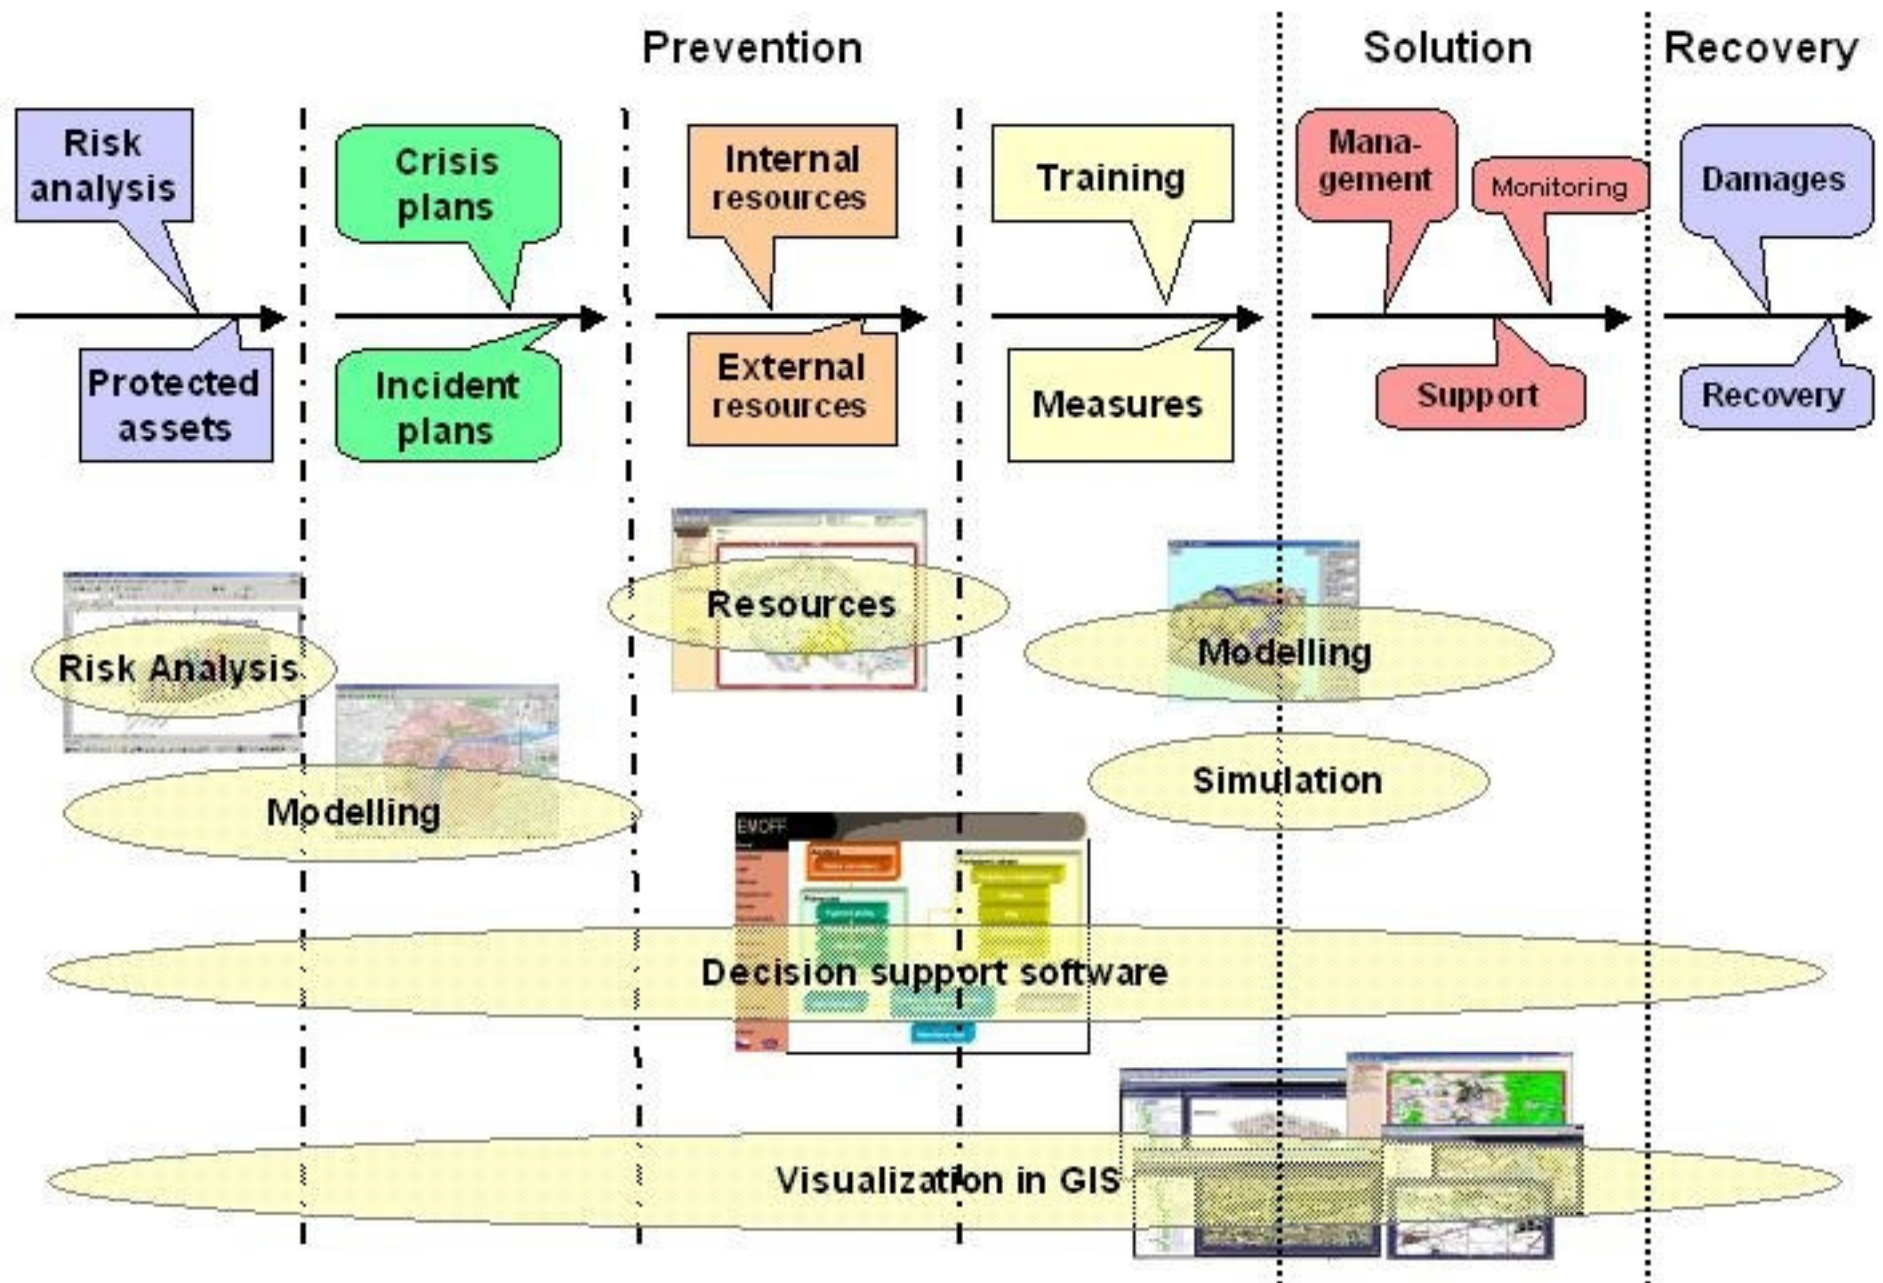 Prevention
Solution
Recovery
Risk
analysis
Crisis
plans
Internal
resources
Training
Mana-
gement
Monitoring
Damages
Protected
assets
Incident
plans
External
resources
Measures
Support
Recovery
Resources
Risk Analysis
Modelling
Modelling
Simulation
EMOFF
Decision support software
Visualization in GIS